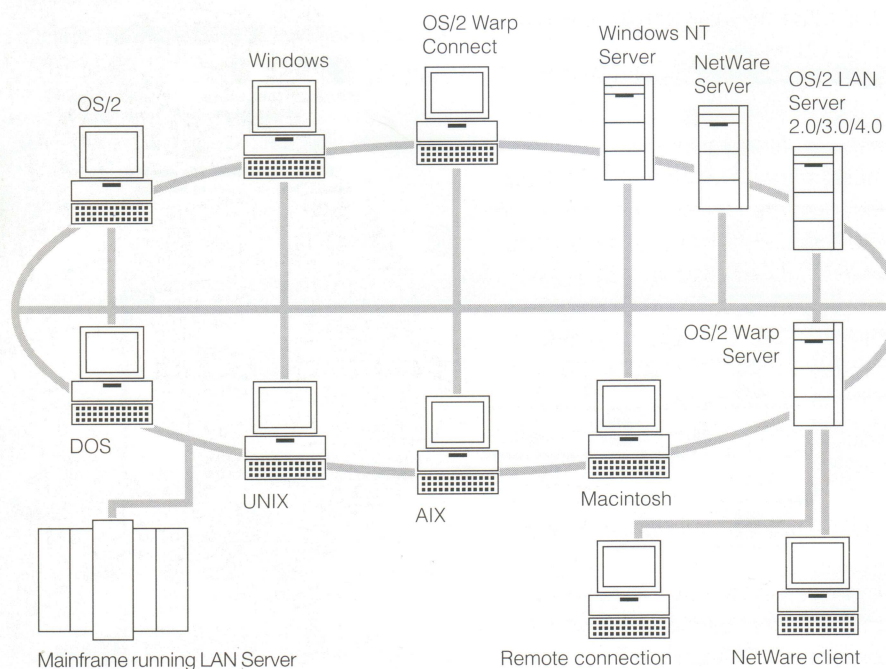 OS/2 Warp
Connect
Windows NT
Server
Windows
NetWare
Server
OS/2 LAN
Server
2.0/3.0/4.0
OS/2
OS/2 Warp
Server
DOS
UNIX
AIX
Macintosh
Mainframe running LAN Server
Remote connection
NetWare client